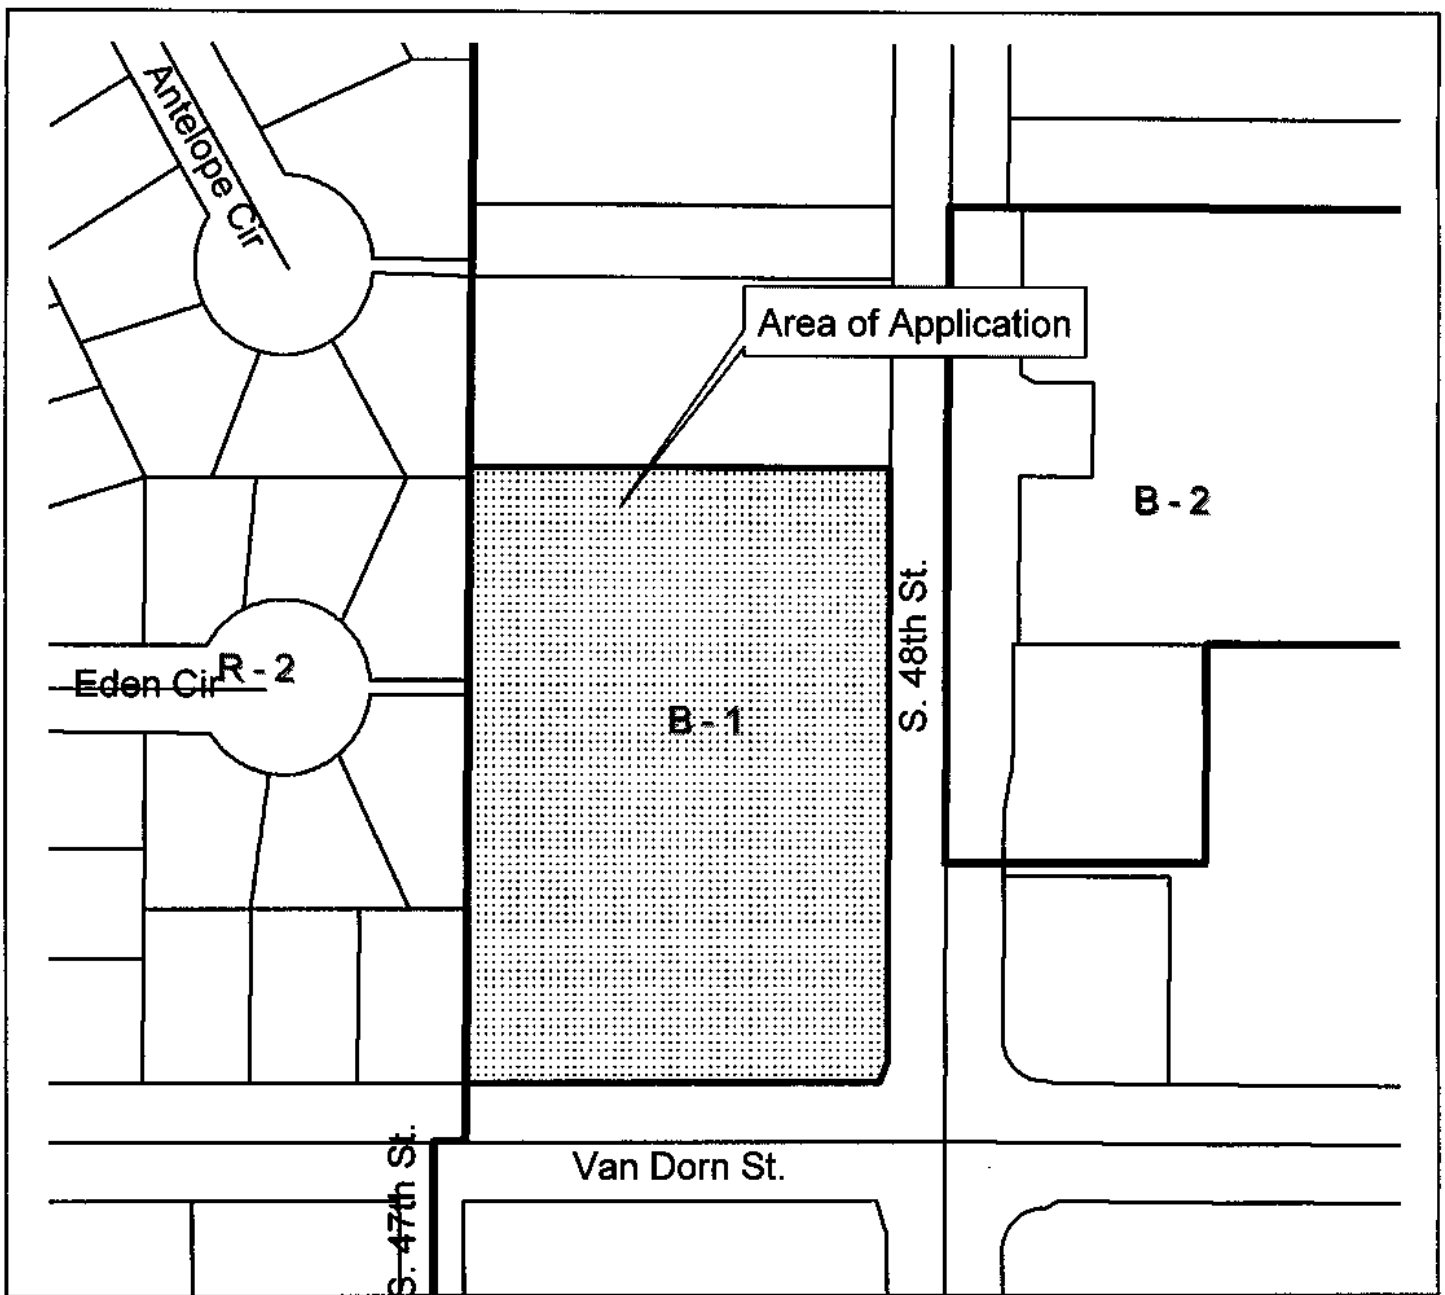 Antelope Cir
Area of Application
B - 2
S. 48th St.
R - 2
Eden Cir
B - 1
Van Dorn St.
S. 47th St.